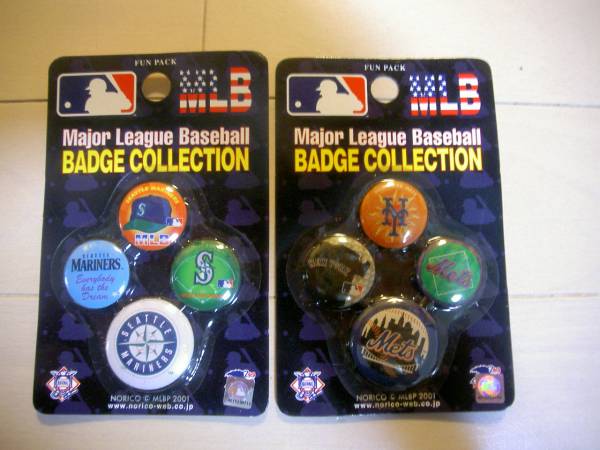 FUN PACK
MLB
Major League Baseball
BADGE COLLECTION
SEATTLE MARINERS
S
MLB
SEATTLE
MARINERS
Everybody
has the
Dream
S
SEATTLE
MARINERS
NORICO © MLBP 2001
www.norico-web.co.jp
FUN PACK
MLB
Major League Baseball
BADGE COLLECTION
NY
NEW YORK
Mets
Mets
NORICO © MLBP 2001
www.norico-web.co.jp